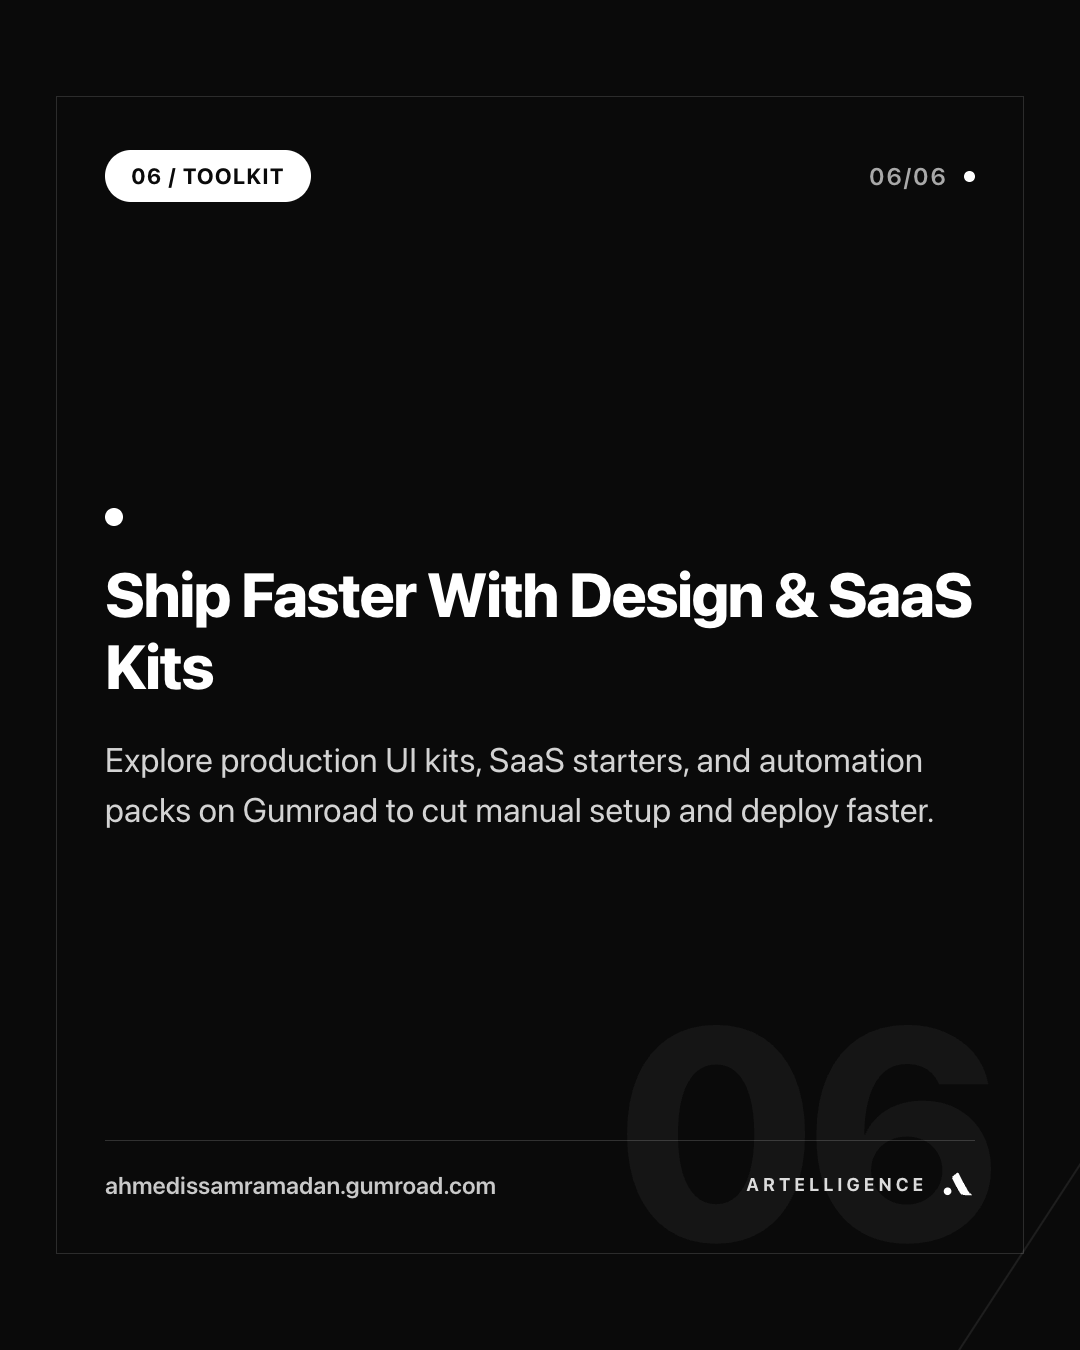 06 / TOOLKIT
06/06
Ship Faster With Design & SaaS
Kits
Explore production UI kits, SaaS starters, and automation
packs on Gumroad to cut manual setup and deploy faster.
06
ahmedissamramadan.gumroad.com
ARTELLIGENCE